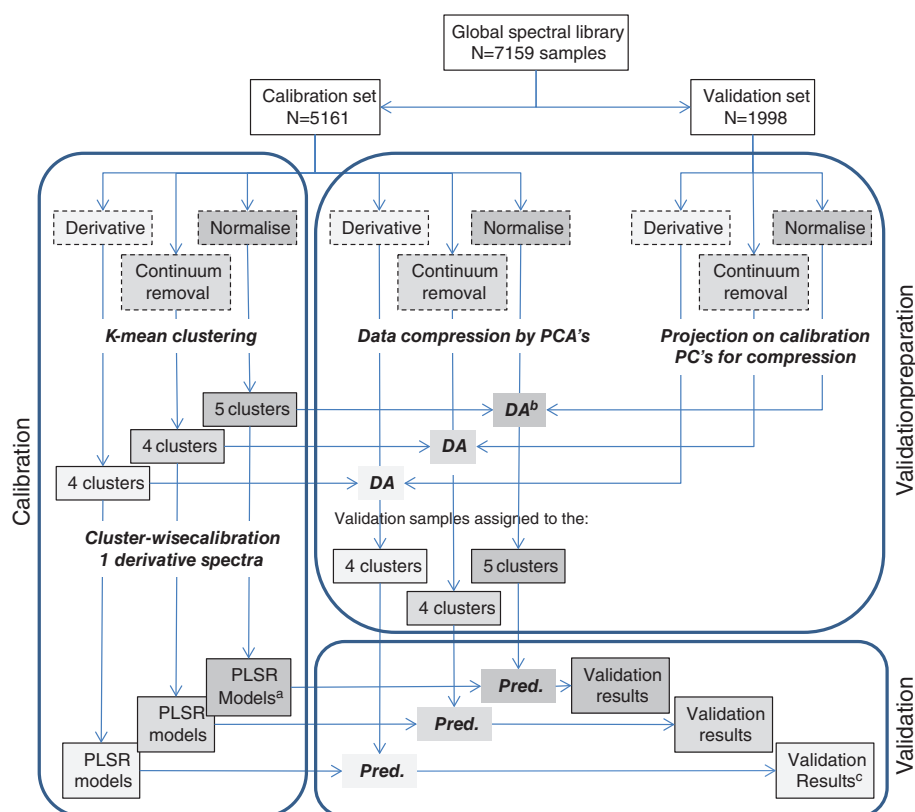 Global spectral library
N=7159 samples
Calibration set
N=5161
Validation set
N=1998
Derivative
Normalise
Derivative
Normalise
Derivative
Normalise
Continuum
removal
Continuum
removal
Continuum
removal
K-mean clustering
Data compression by PCA's
Projection on calibration
PC's for compression
5 clusters
DAᵇ
4 clusters
DA
4 clusters
DA
Validation samples assigned to the:
Cluster-wisecalibration
1 derivative spectra
4 clusters
5 clusters
4 clusters
PLSR
Modelsᵃ
Pred.
Validation
results
PLSR
models
Pred.
Validation
results
PLSR
models
Pred.
Validation
Resultsᶜ
Calibration
Validationpreparation
Validation